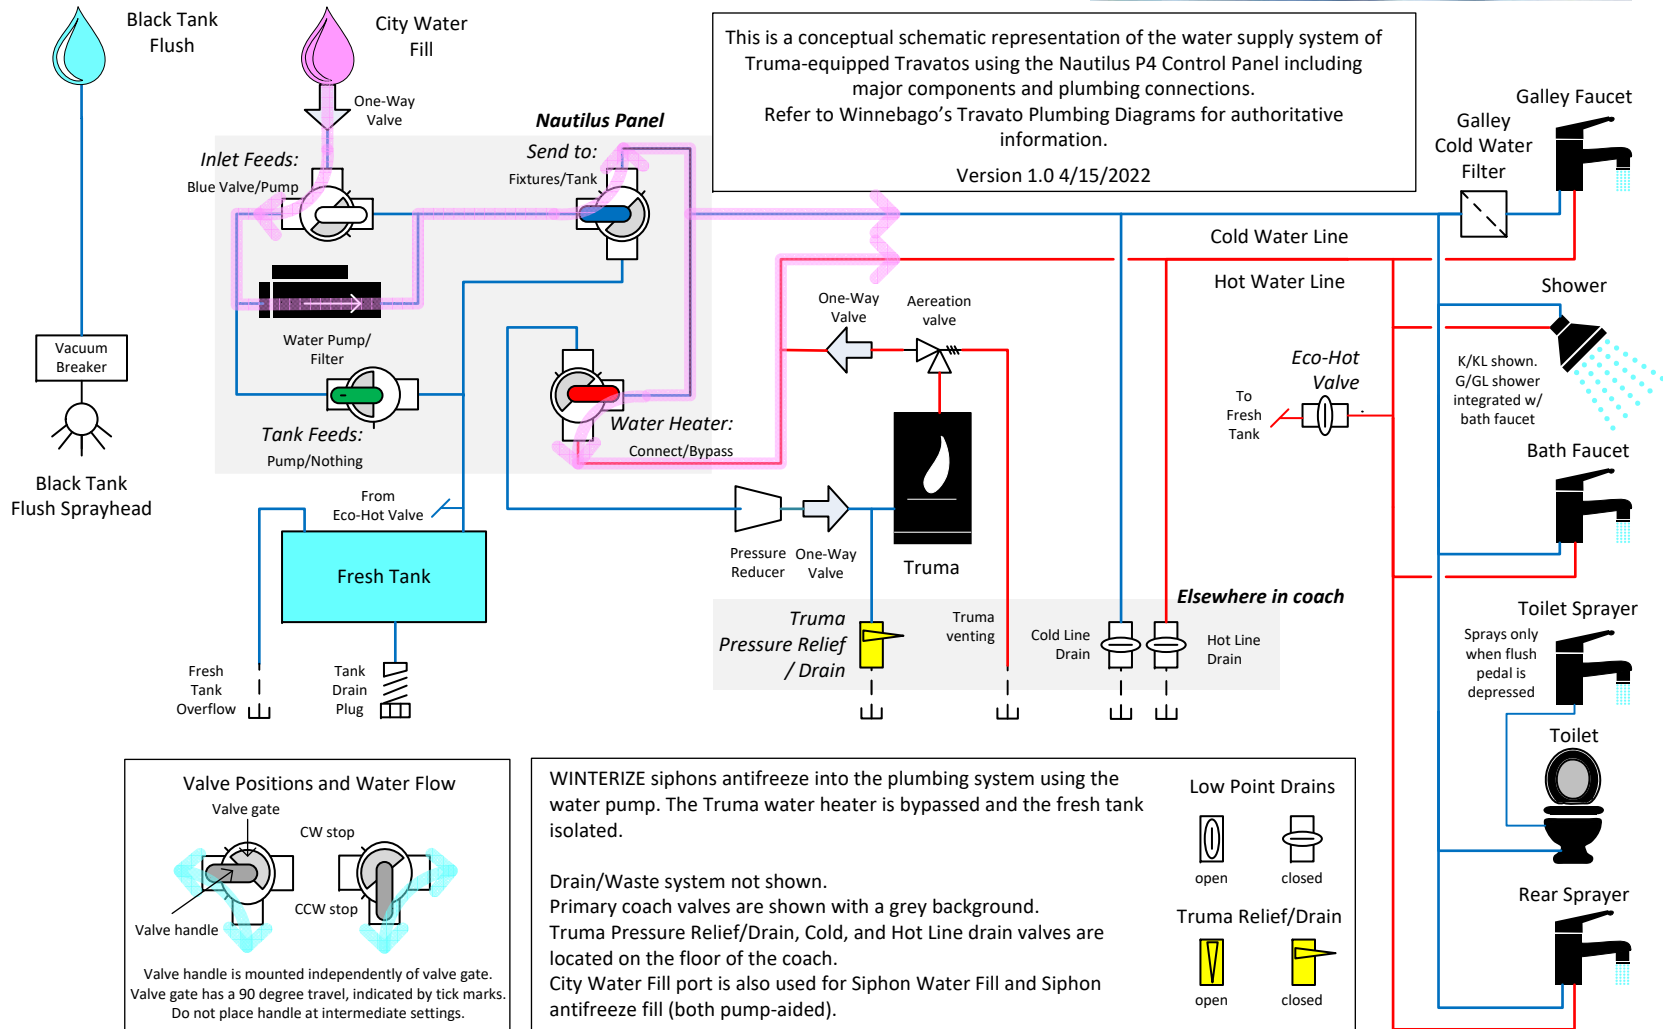 Black Tank
Flush
City Water
Fill
One-Way
Valve
This is a conceptual schematic representation of the water supply system of
Truma-equipped Travatos using the Nautilus P4 Control Panel including
major components and plumbing connections.
Refer to Winnebago's Travato Plumbing Diagrams for authoritative
information.
Version 1.0 4/15/2022
Nautilus Panel
Inlet Feeds:
Blue Valve/Pump
Send to:
Fixtures/Tank
Galley Faucet
Galley
Cold Water
Filter
Cold Water Line
Hot Water Line
Shower
K/KL shown.
G/GL shower
integrated w/
bath faucet
Vacuum
Breaker
Water Pump/
Filter
One-Way
Valve
Aereation
valve
Eco-Hot
Valve
To
Fresh
Tank
Tank Feeds:
Pump/Nothing
Water Heater:
Connect/Bypass
Bath Faucet
Black Tank
Flush Sprayhead
From
Eco-Hot Valve
Fresh Tank
Pressure
Reducer
One-Way
Valve
Truma
Elsewhere in coach
Truma
Pressure Relief
/ Drain
Truma
venting
Cold Line
Drain
Hot Line
Drain
Fresh
Tank
Overflow
Tank
Drain
Plug
Toilet Sprayer
Sprays only
when flush
pedal is
depressed
Toilet
Rear Sprayer
Valve Positions and Water Flow
Valve gate
CW stop
CCW stop
Valve handle
Valve handle is mounted independently of valve gate.
Valve gate has a 90 degree travel, indicated by tick marks.
Do not place handle at intermediate settings.
WINTERIZE siphons antifreeze into the plumbing system using the
water pump. The Truma water heater is bypassed and the fresh tank
isolated.
Drain/Waste system not shown.
Primary coach valves are shown with a grey background.
Truma Pressure Relief/Drain, Cold, and Hot Line drain valves are
located on the floor of the coach.
City Water Fill port is also used for Siphon Water Fill and Siphon
antifreeze fill (both pump-aided).
Low Point Drains
open
closed
Truma Relief/Drain
open
closed